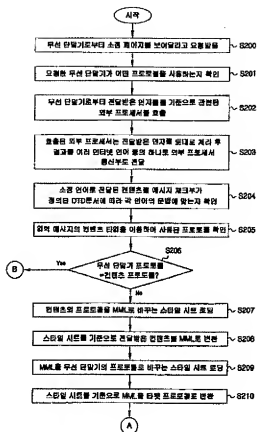 시작
무선 단말기로부터 소켓 페이지를 보여달라고 요청받음
S200
요청한 무선 단말기가 어떤 프로토콜을 사용하는지 확인
S201
무선 단말기로부터 전달받은 인자를 기준으로 관련된
외부 프로세서를 호출
S202
호출된 외부 프로세서는 전달받은 인자를 토대로 처리 후
결과를 여러 인터넷 언어 중의 하나로 외부 프로세서
통신부로 전달
S203
소켓 언어로 전달된 컨텐츠를 메시지 체크부가
정의된 DTD문서에 따라 각 언어의 문법에 맞는지 확인
S204
원역 메시지의 컨텐츠 타입을 이용하여 사용된 프로토콜을 확인
S205
S206
무선 단말기 프로토콜
=컨텐츠 프로토콜?
Yes
B
No
컨텐츠의 프로토콜을 MML로 바꾸는 스타일 시트 로딩
S207
스타일 시트를 기준으로 전달받은 컨텐츠를 MML로 변환
S208
MML을 무선 단말기의 프로토콜로 바꾸는 스타일 시트 로딩
S209
스타일 시트를 기준으로 MML을 타켓 프로토콜로 변환
S210
A